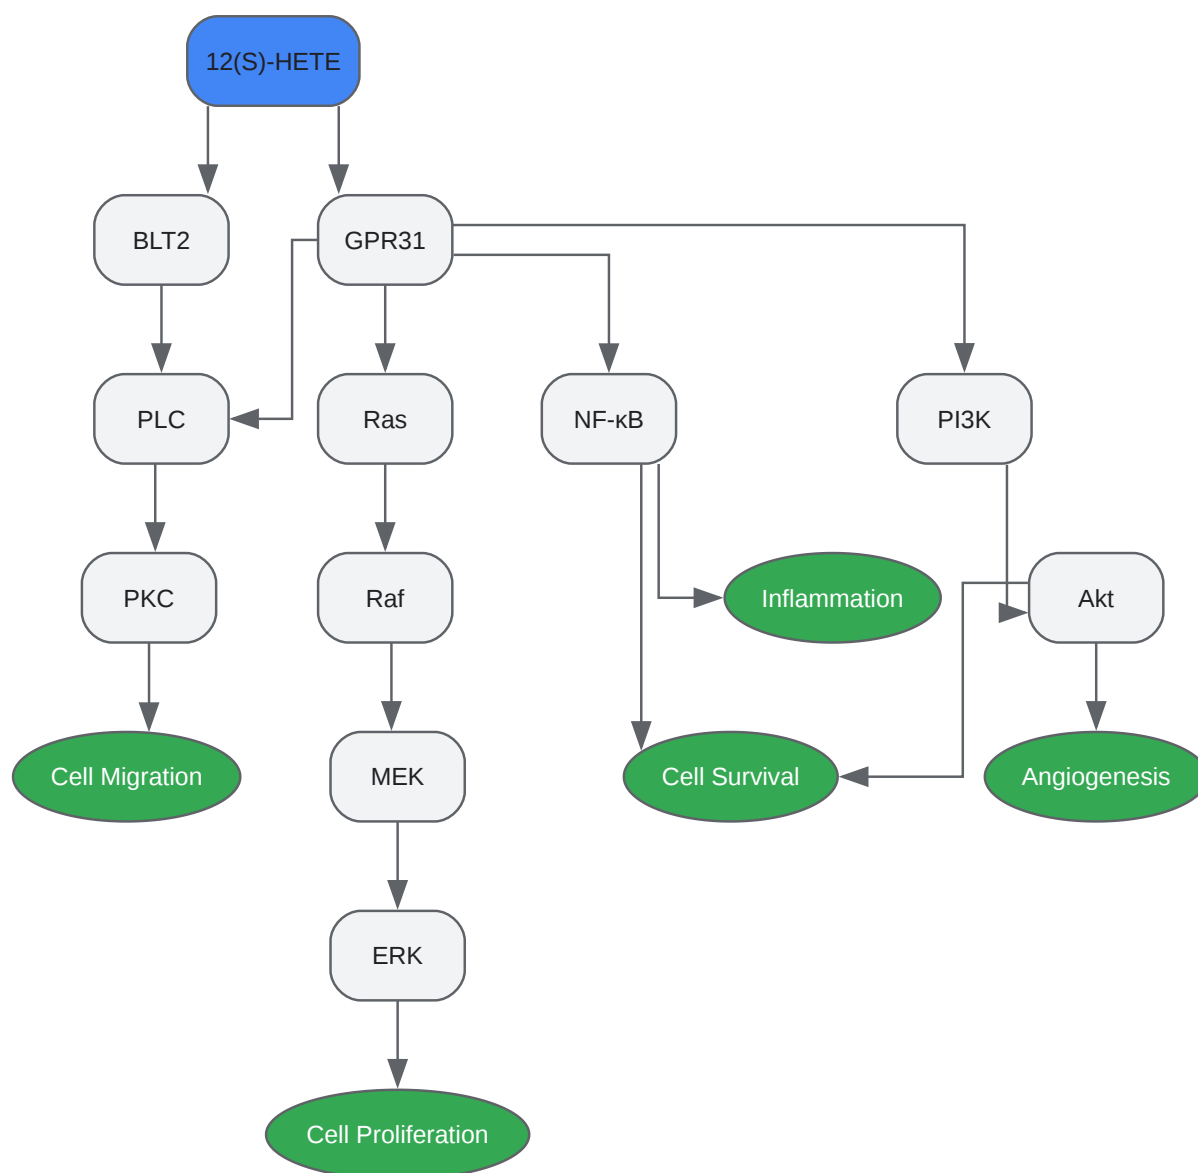 12(S)-HETE
BLT2
GPR31
PLC
Ras
NF-κB
PI3K
PKC
Raf
Inflammation
Akt
Cell Migration
MEK
Cell Survival
Angiogenesis
ERK
Cell Proliferation